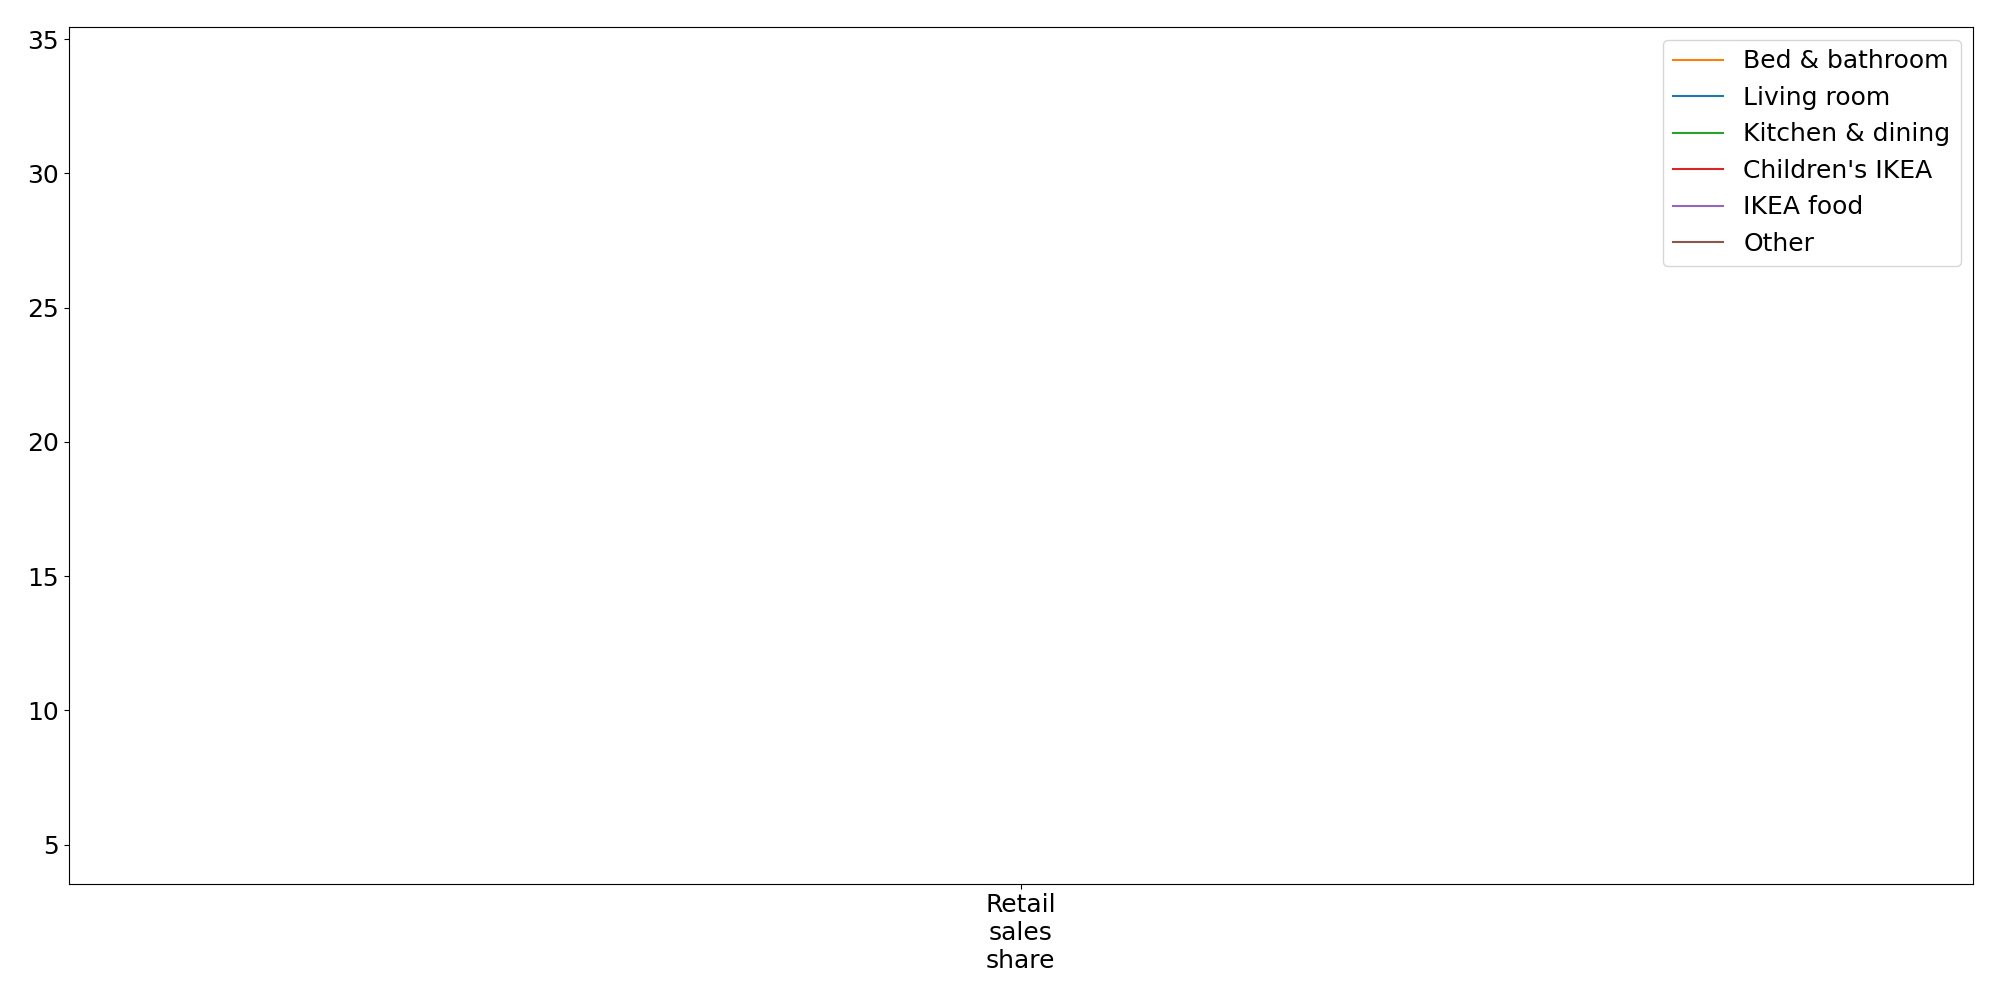 35
30
25
20
15
10
5
Bed & bathroom
Living room
Kitchen & dining
Children's IKEA
IKEA food
Other
Retail
sales
share